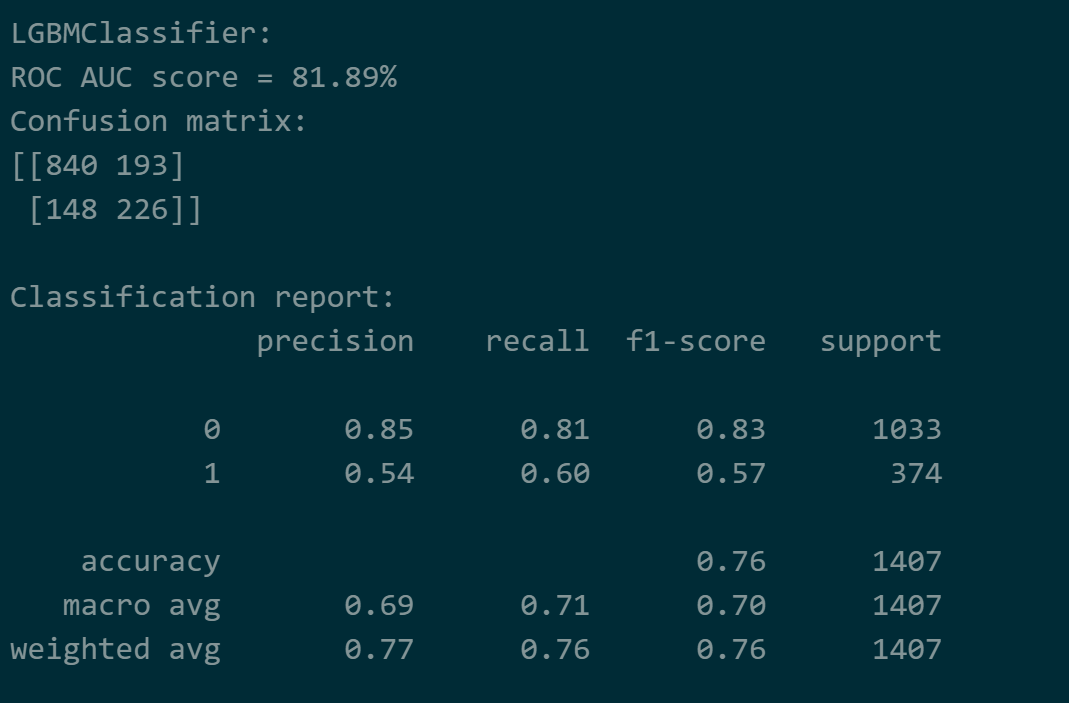 LGBMClassifier:
ROC AUC score = 81.89%
Confusion matrix:
[[840 193]
 [148 226]]
Classification report:
              precision    recall  f1-score   support
           0       0.85      0.81      0.83      1033
           1       0.54      0.60      0.57       374
    accuracy                           0.76      1407
   macro avg       0.69      0.71      0.70      1407
weighted avg       0.77      0.76      0.76      1407